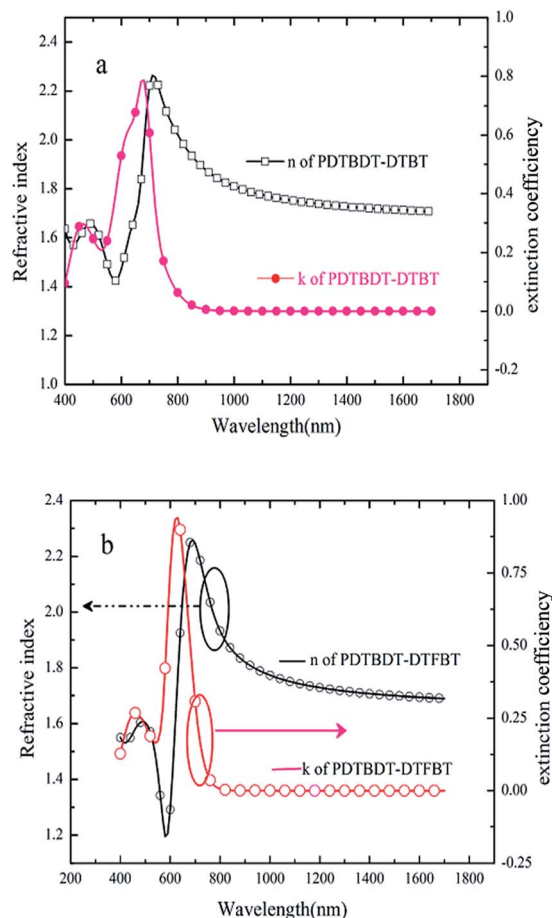 a
2.4
2.2
2.0
1.8
1.6
1.4
1.2
1.0
Refractive index
1.0
0.8
0.6
0.4
0.2
0.0
-0.2
extinction coefficiency
n of PDTBDT-DTBT
k of PDTBDT-DTBT
400 600 800 1000 1200 1400 1600 1800
Wavelength(nm)
b
2.4
2.2
2.0
1.8
1.6
1.4
1.2
Refractive index
1.00
0.75
0.50
0.25
0.00
-0.25
extinction coefficiency
n of PDTBDT-DTFBT
k of PDTBDT-DTFBT
200 400 600 800 1000 1200 1400 1600 1800
Wavelength(nm)